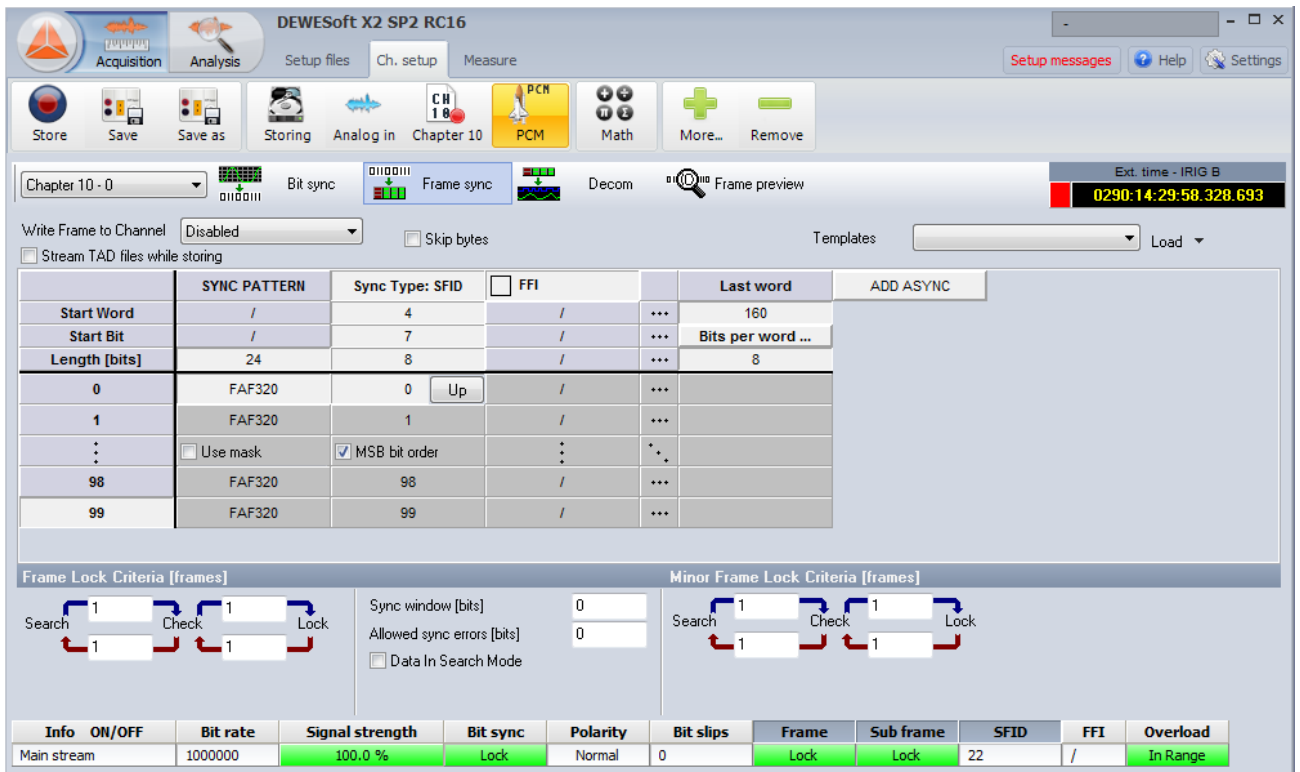 DEWESoft X2 SP2 RC16
-
Acquisition
Analysis
Setup files
Ch. setup
Measure
Setup messages
Help
Settings
Store
Save
Save as
Storing
Analog in
CH 10
Chapter 10
PCM
PCM
Math
More...
Remove
Chapter 10 - 0
Bit sync
Frame sync
Decom
Frame preview
Ext. time - IRIG B
0290:14:29:58.328.693
Write Frame to Channel
Disabled
Skip bytes
Templates
Load
Stream TAD files while storing
SYNC PATTERN Sync Type: SFID FFI Last word ADD ASYNC
Start Word / 4 / ... 160
Start Bit / 7 / ... Bits per word ...
Length [bits] 24 8 / ... 8
0 FAF320 0 Up / ...
1 FAF320 1 / ...
Use mask MSB bit order
98 FAF320 98 / ...
99 FAF320 99 / ...
Frame Lock Criteria [frames]
Minor Frame Lock Criteria [frames]
Search 1 Check 1 Lock
1 1
Sync window [bits] 0
Allowed sync errors [bits] 0
Data In Search Mode
Search 1 Check 1 Lock
1 1
Info ON/OFF Bit rate Signal strength Bit sync Polarity Bit slips Frame Sub frame SFID FFI Overload
Main stream 1000000 100.0 % Lock Normal 0 Lock Lock 22 / In Range